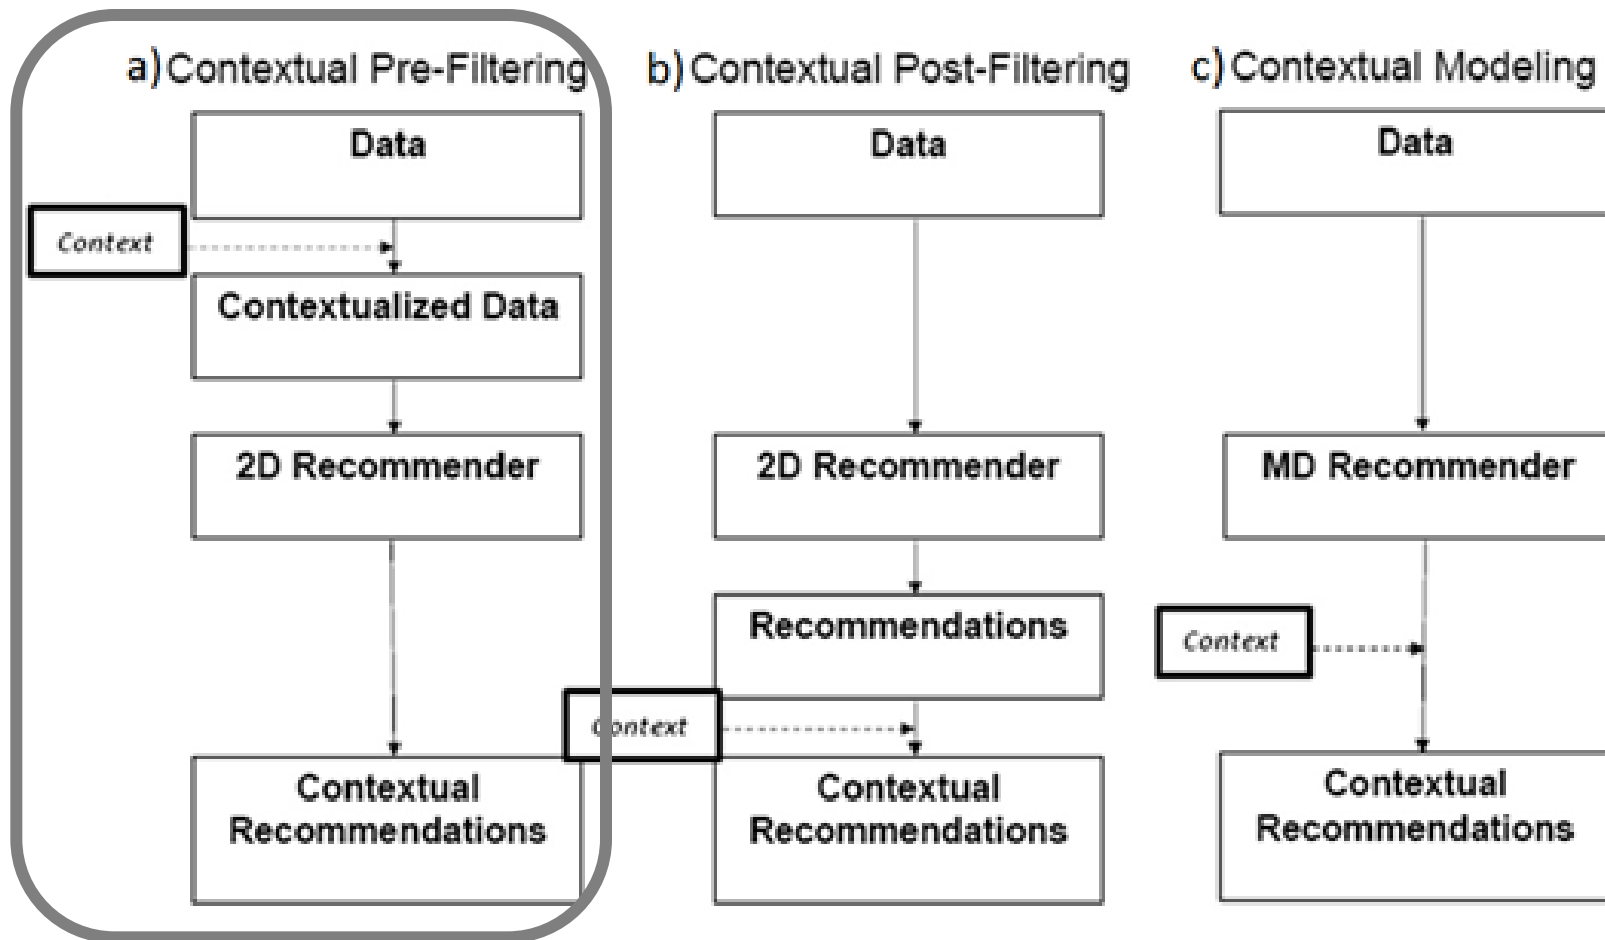 a) Contextual Pre-Filtering
Data
Context
Contextualized Data
2D Recommender
Contextual
Recommendations
b) Contextual Post-Filtering
Data
2D Recommender
Recommendations
Context
Contextual
Recommendations
c) Contextual Modeling
Data
MD Recommender
Context
Contextual
Recommendations